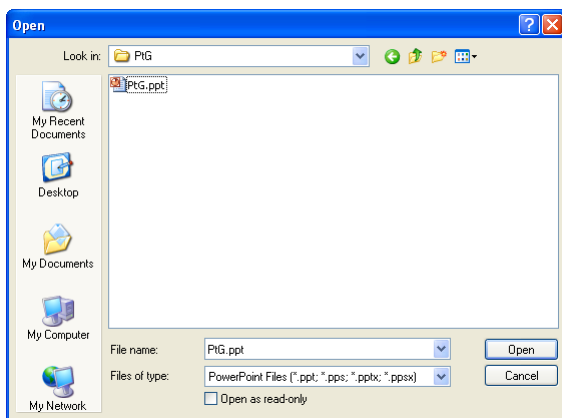 Open
Look in: PtG
PtG.ppt
My Recent
Documents
Desktop
My Documents
My Computer
My Network
File name: PtG.ppt Open
Files of type: PowerPoint Files (*.ppt; *.pps; *.pptx; *.ppsx) Cancel
Open as read-only